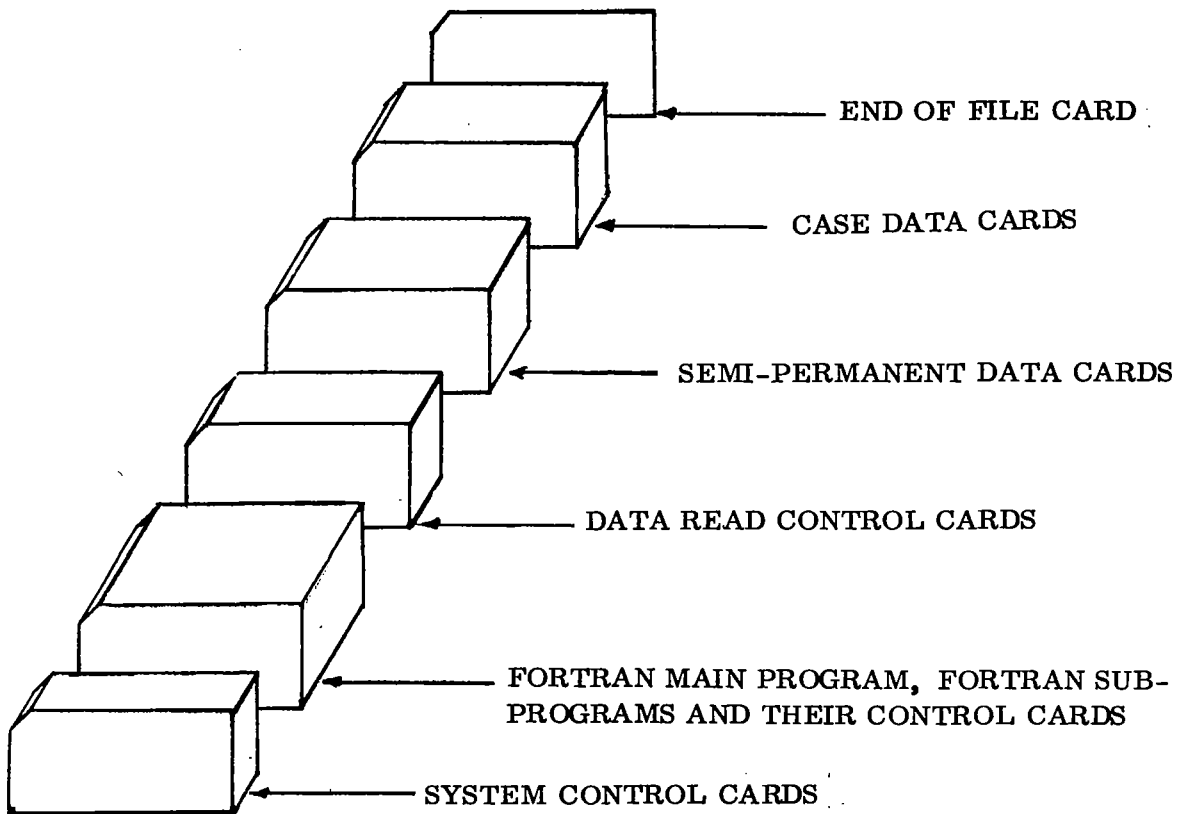 END OF FILE CARD
CASE DATA CARDS
SEMI-PERMANENT DATA CARDS
DATA READ CONTROL CARDS
FORTRAN MAIN PROGRAM, FORTRAN SUB-
PROGRAMS AND THEIR CONTROL CARDS
SYSTEM CONTROL CARDS